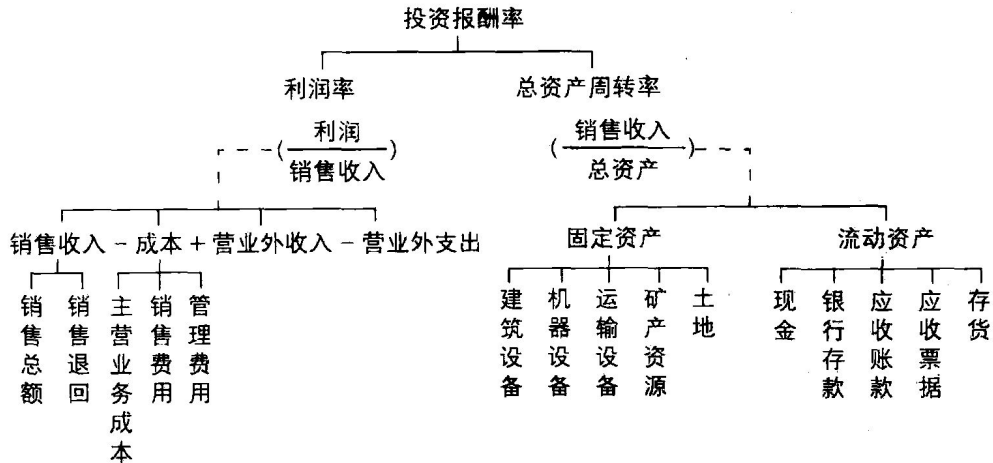 投资报酬率
利润率
总资产周转率
(利润/销售收入)
(销售收入/总资产)
销售收入－成本＋营业外收入－营业外支出
固定资产
流动资产
销售总额
销售退回
主营业务成本
销售费用
管理费用
建筑设备
机器设备
运输设备
矿产资源
土地
现金
银行存款
应收账款
应收票据
存货